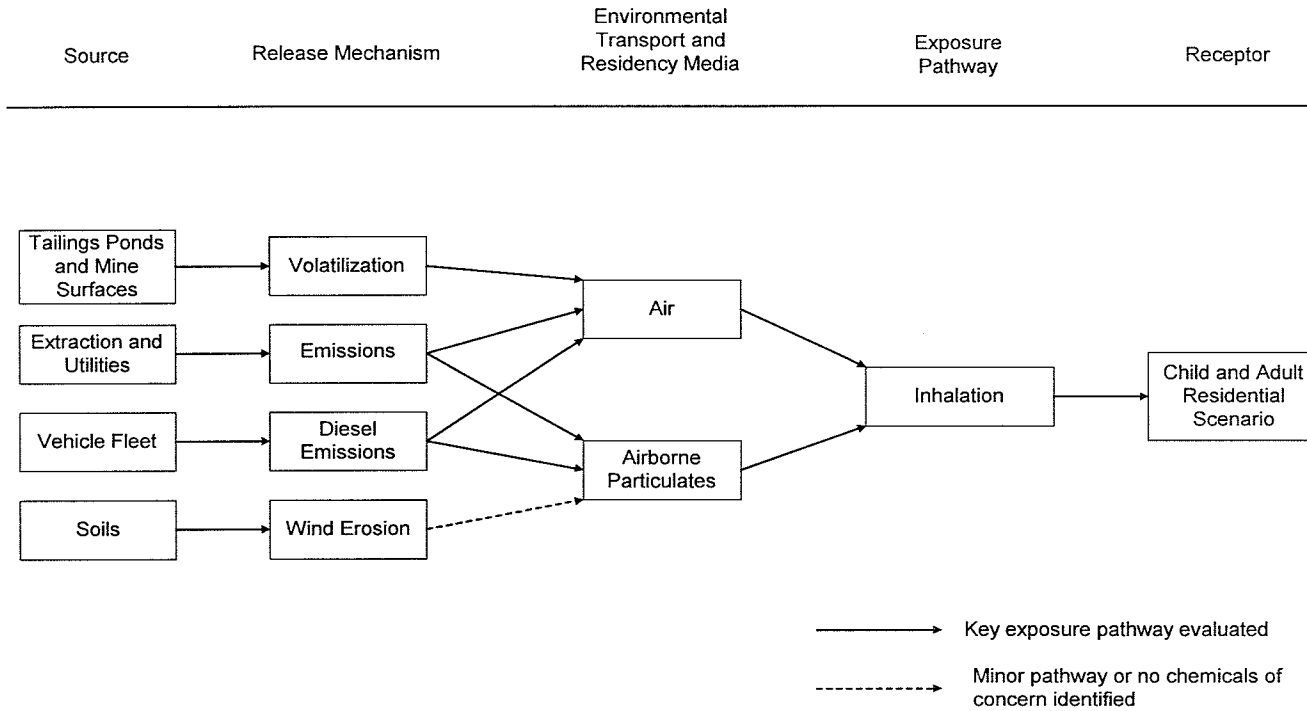 Source
Release Mechanism
Environmental
Transport and
Residency Media
Exposure
Pathway
Receptor
Tailings Ponds
and Mine
Surfaces
Volatilization
Air
Extraction and
Utilities
Emissions
Inhalation
Child and Adult
Residential
Scenario
Vehicle Fleet
Diesel
Emissions
Airborne
Particulates
Soils
Wind Erosion
Key exposure pathway evaluated
Minor pathway or no chemicals of
concern identified